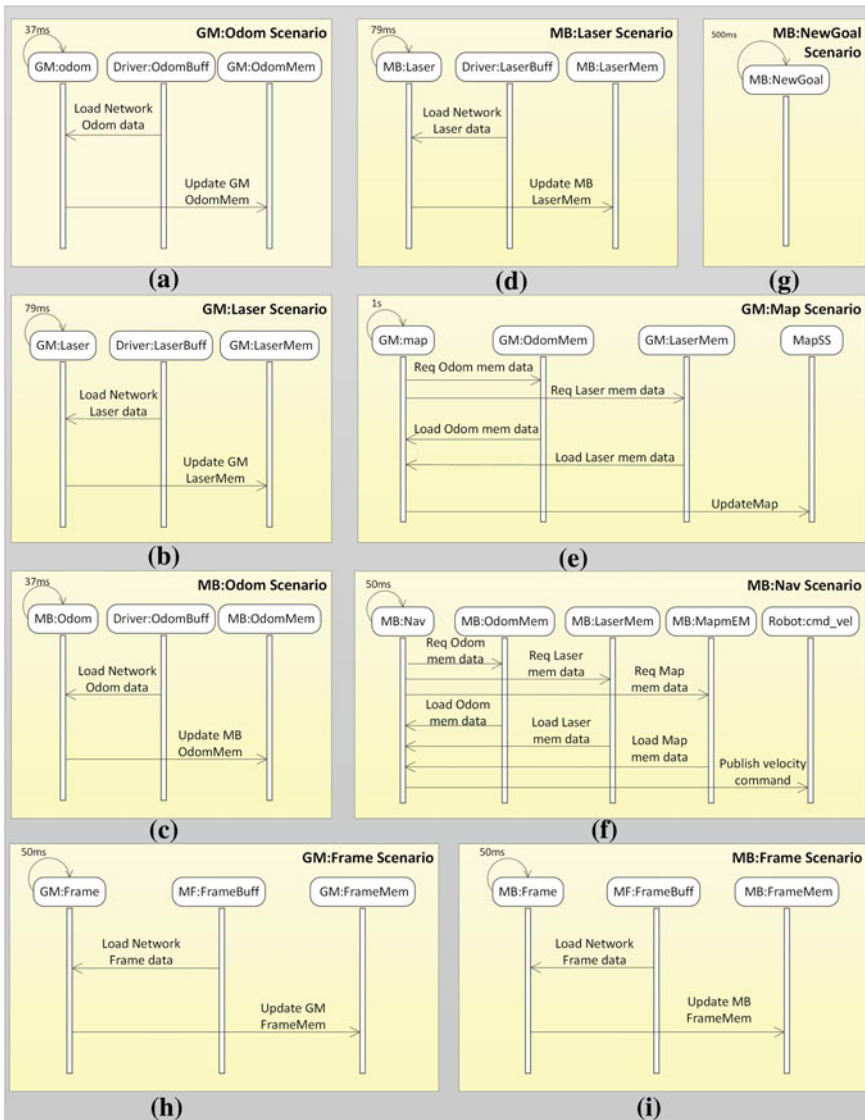 GM:Odom Scenario
37ms
GM:odom
Driver:OdomBuff
GM:OdomMem
Load Network
Odom data
Update GM
OdomMem
(a)
MB:Laser Scenario
79ms
MB:Laser
Driver:LaserBuff
MB:LaserMem
Load Network
Laser data
Update MB
LaserMem
(d)
MB:NewGoal
Scenario
500ms
MB:NewGoal
(g)
GM:Laser Scenario
79ms
GM:Laser
Driver:LaserBuff
GM:LaserMem
Load Network
Laser data
Update GM
LaserMem
(b)
GM:Map Scenario
1s
GM:map
GM:OdomMem
GM:LaserMem
MapSS
Req Odom mem data
Req Laser mem data
Load Odom mem data
Load Laser mem data
UpdateMap
(e)
MB:Odom Scenario
37ms
MB:Odom
Driver:OdomBuff
MB:OdomMem
Load Network
Odom data
Update MB
OdomMem
(c)
MB:Nav Scenario
50ms
MB:Nav
MB:OdomMem
MB:LaserMem
MB:MapmEM
Robot:cmd_vel
Req Odom
mem data
Req Laser
mem data
Req Map
mem data
Load Odom
mem data
Load Laser
mem data
Load Map
mem data
Publish velocity
command
(f)
GM:Frame Scenario
50ms
GM:Frame
MF:FrameBuff
GM:FrameMem
Load Network
Frame data
Update GM
FrameMem
(h)
MB:Frame Scenario
50ms
MB:Frame
MF:FrameBuff
MB:FrameMem
Load Network
Frame data
Update MB
FrameMem
(i)